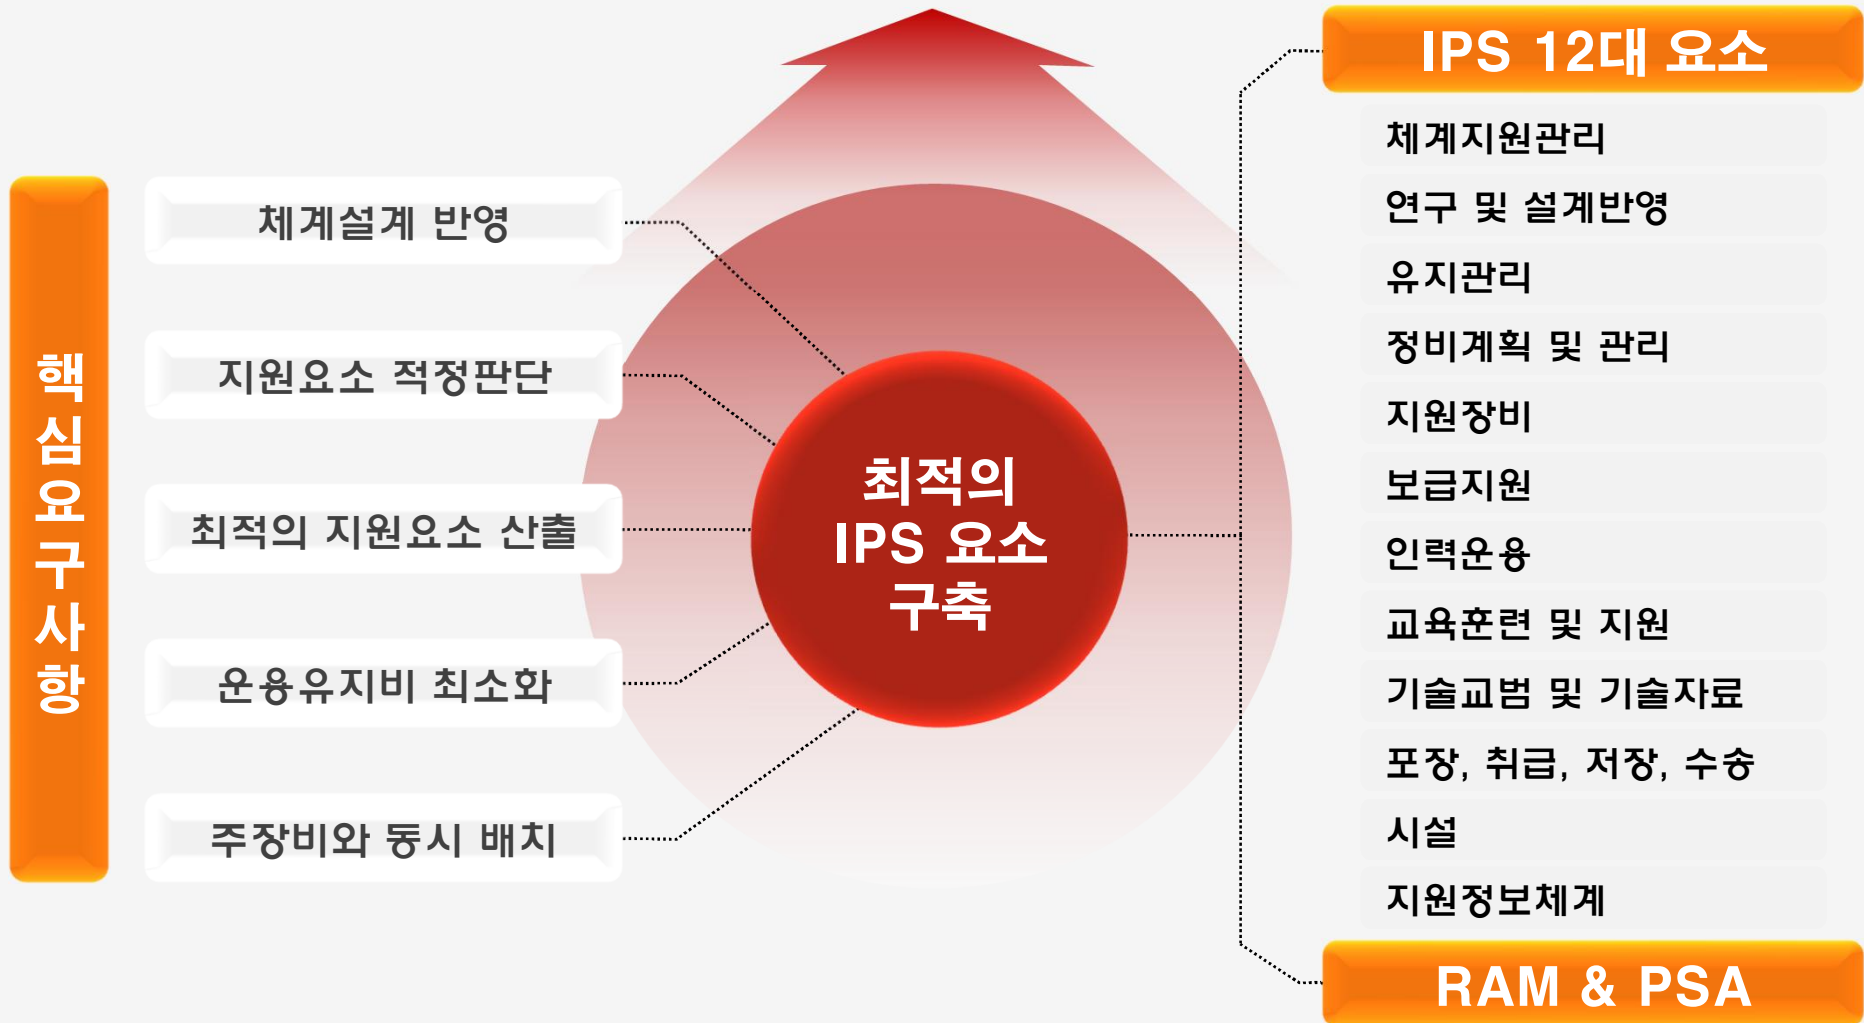 핵심요구사항
체계설계 반영
지원요소 적정판단
최적의 지원요소 산출
운용유지비 최소화
주장비와 동시 배치
최적의
IPS 요소
구축
IPS 12대 요소
체계지원관리
연구 및 설계반영
유지관리
정비계획 및 관리
지원장비
보급지원
인력운용
교육훈련 및 지원
기술교범 및 기술자료
포장, 취급, 저장, 수송
시설
지원정보체계
RAM & PSA